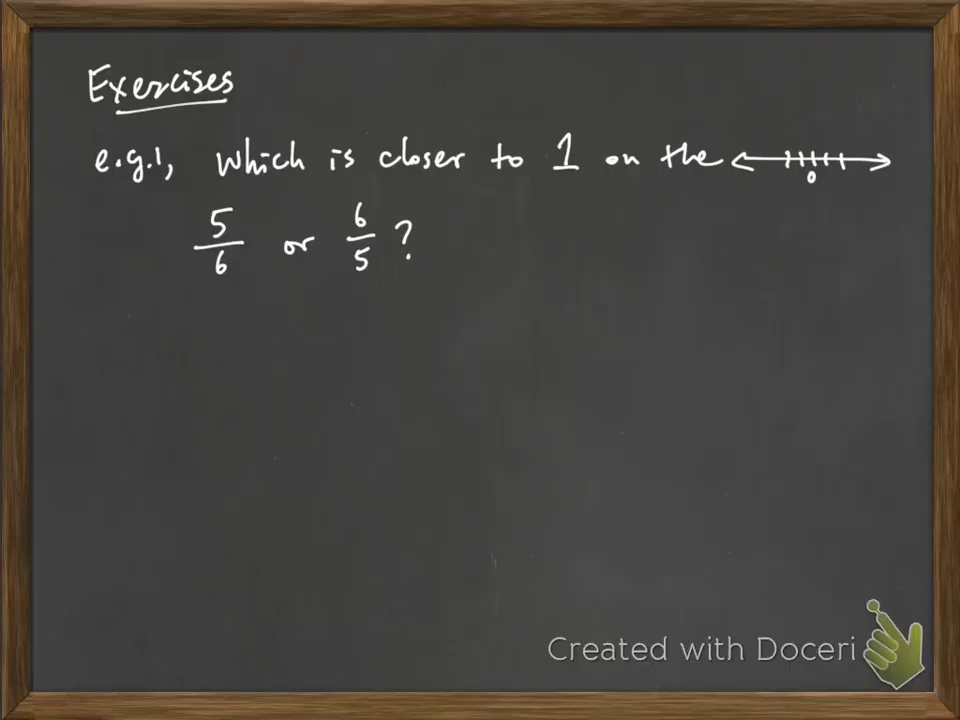 Exercises
e.g.1, Which is closer to 1 on the
0
5/6 or 6/5 ?
Created with Doceri